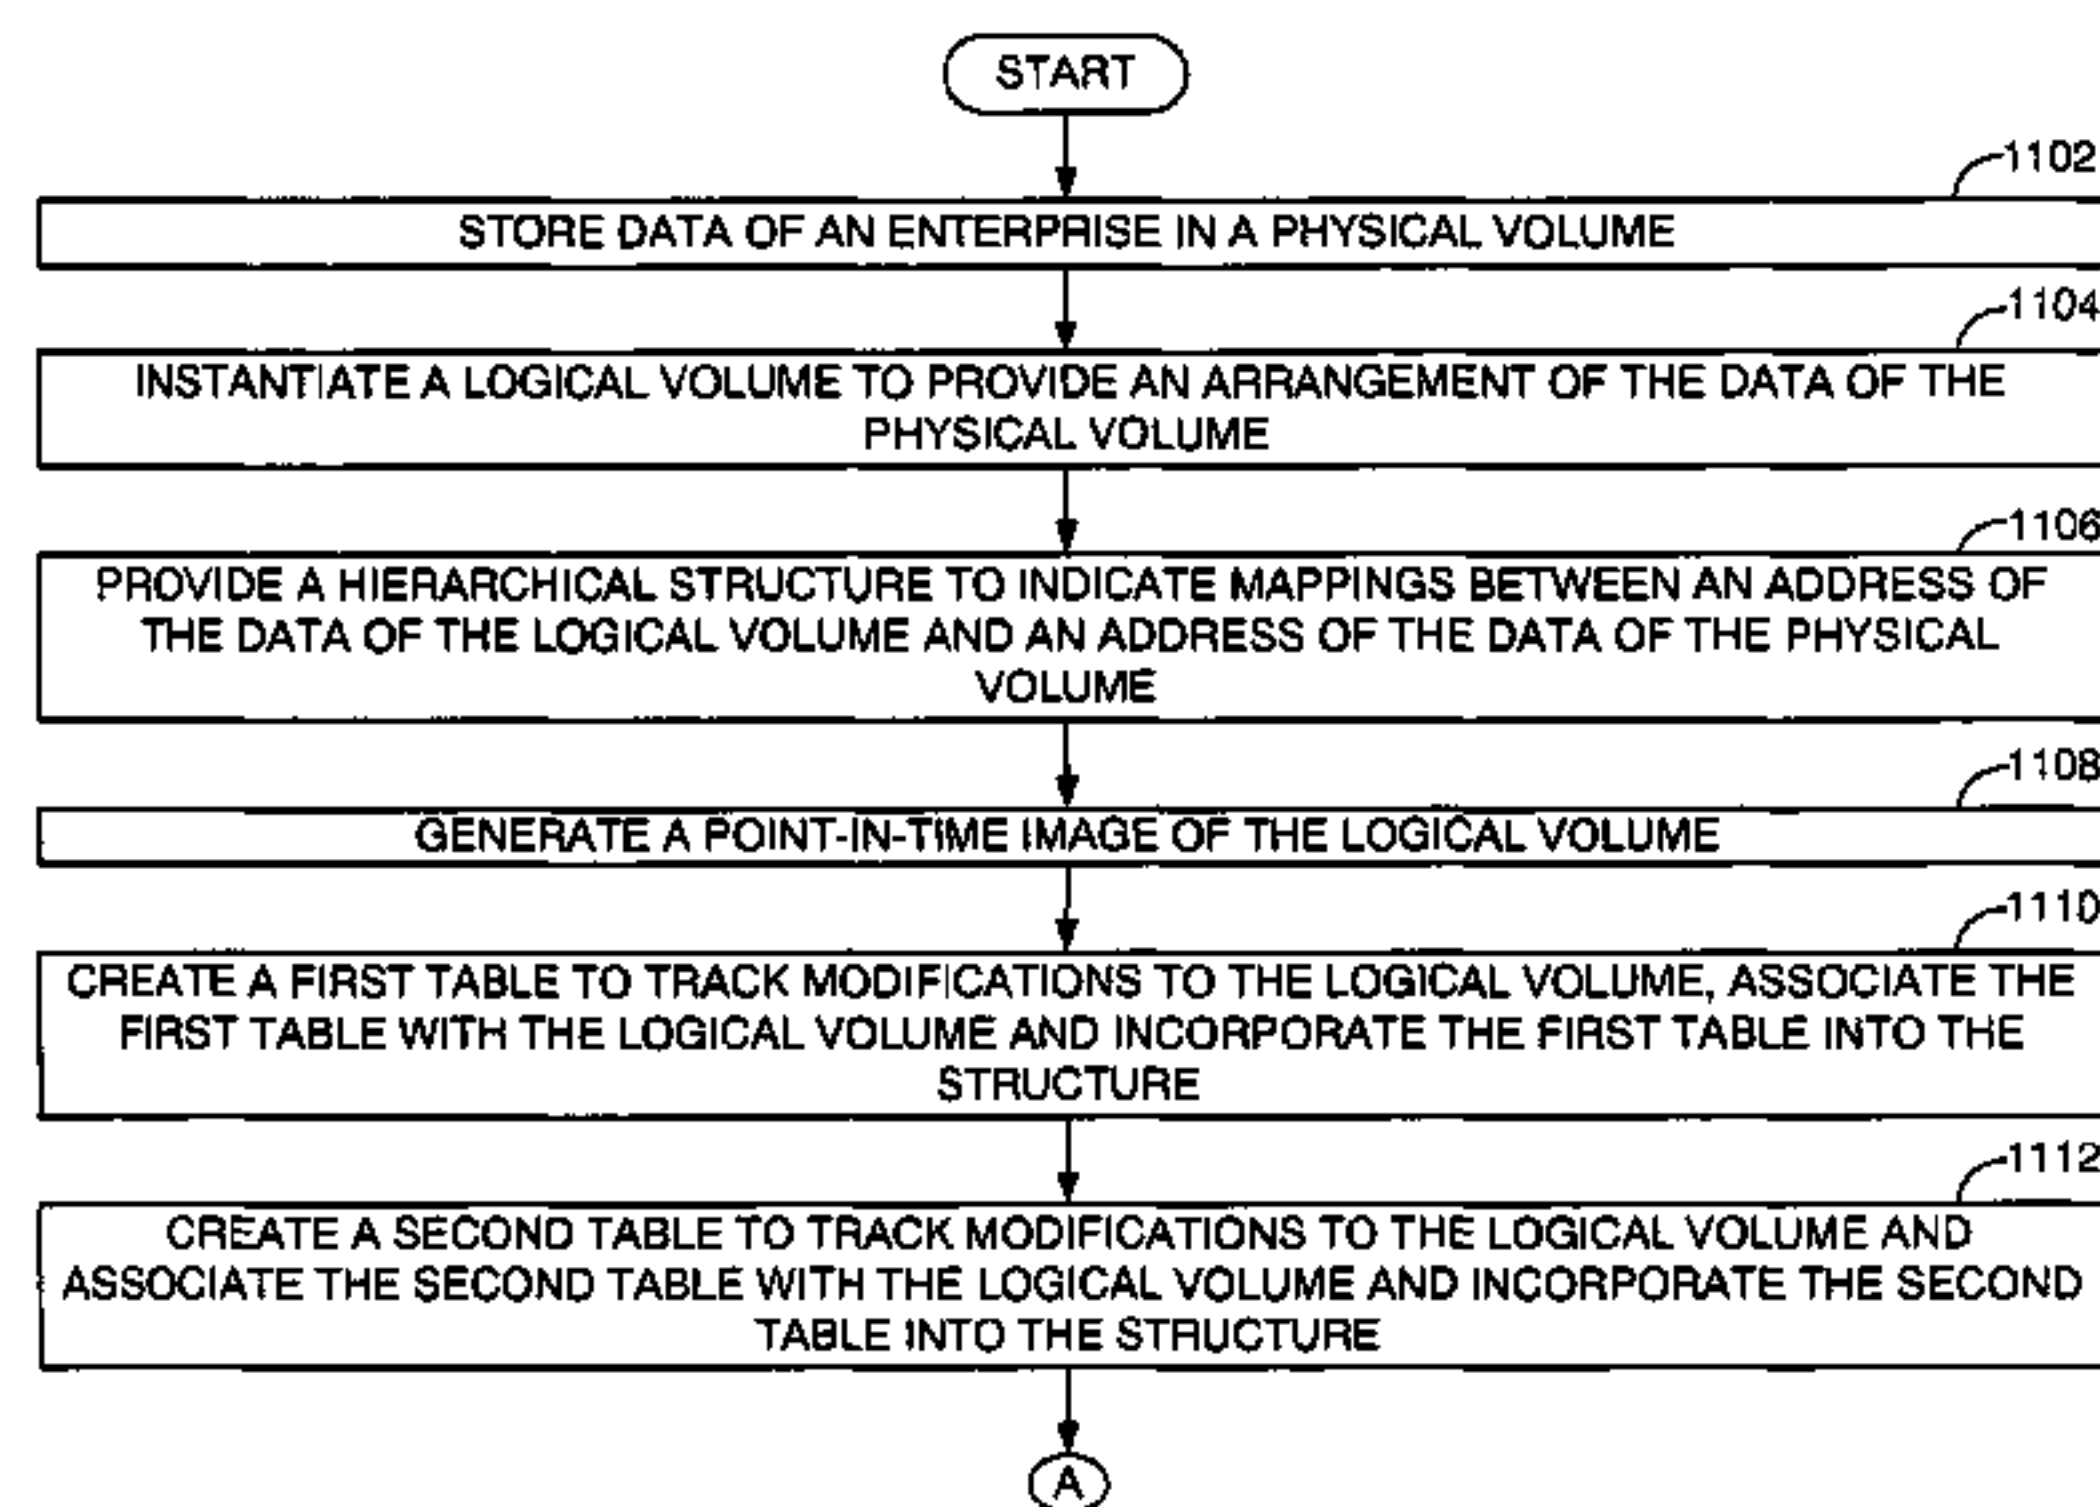 START
1102
STORE DATA OF AN ENTERPRISE IN A PHYSICAL VOLUME
1104
INSTANTIATE A LOGICAL VOLUME TO PROVIDE AN ARRANGEMENT OF THE DATA OF THE
PHYSICAL VOLUME
1106
PROVIDE A HIERARCHICAL STRUCTURE TO INDICATE MAPPINGS BETWEEN AN ADDRESS OF
THE DATA OF THE LOGICAL VOLUME AND AN ADDRESS OF THE DATA OF THE PHYSICAL
VOLUME
1108
GENERATE A POINT-IN-TIME IMAGE OF THE LOGICAL VOLUME
1110
CREATE A FIRST TABLE TO TRACK MODIFICATIONS TO THE LOGICAL VOLUME, ASSOCIATE THE
FIRST TABLE WITH THE LOGICAL VOLUME AND INCORPORATE THE FIRST TABLE INTO THE
STRUCTURE
1112
CREATE A SECOND TABLE TO TRACK MODIFICATIONS TO THE LOGICAL VOLUME AND
ASSOCIATE THE SECOND TABLE WITH THE LOGICAL VOLUME AND INCORPORATE THE SECOND
TABLE INTO THE STRUCTURE
A